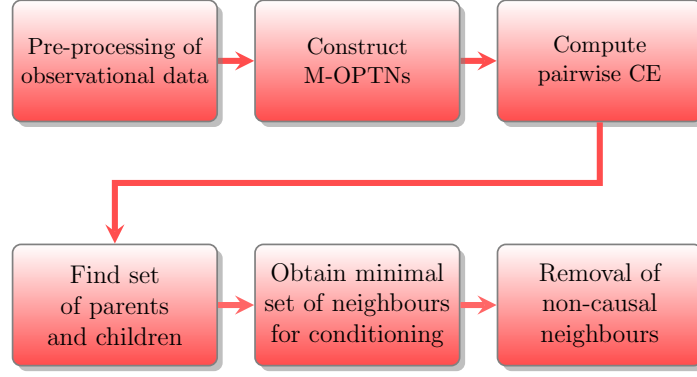 Pre-processing of
observational data
Construct
M-OPTNs
Compute
pairwise CE
Find set
of parents
and children
Obtain minimal
set of neighbours
for conditioning
Removal of
non-causal
neighbours